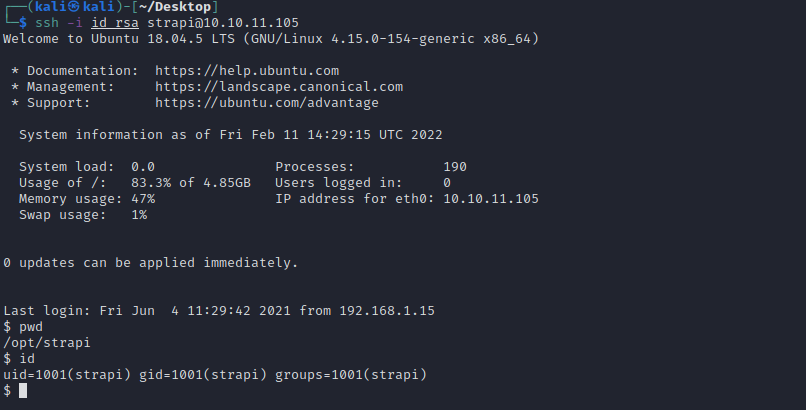 ┌──(kali㉿kali)-[~/Desktop]
└─$ ssh -i id_rsa strapi@10.10.11.105
Welcome to Ubuntu 18.04.5 LTS (GNU/Linux 4.15.0-154-generic x86_64)

 * Documentation:  https://help.ubuntu.com
 * Management:     https://landscape.canonical.com
 * Support:        https://ubuntu.com/advantage

  System information as of Fri Feb 11 14:29:15 UTC 2022

  System load:  0.0               Processes:           190
  Usage of /:   83.3% of 4.85GB   Users logged in:     0
  Memory usage: 47%               IP address for eth0: 10.10.11.105
  Swap usage:   1%


0 updates can be applied immediately.


Last login: Fri Jun  4 11:29:42 2021 from 192.168.1.15
$ pwd
/opt/strapi
$ id
uid=1001(strapi) gid=1001(strapi) groups=1001(strapi)
$